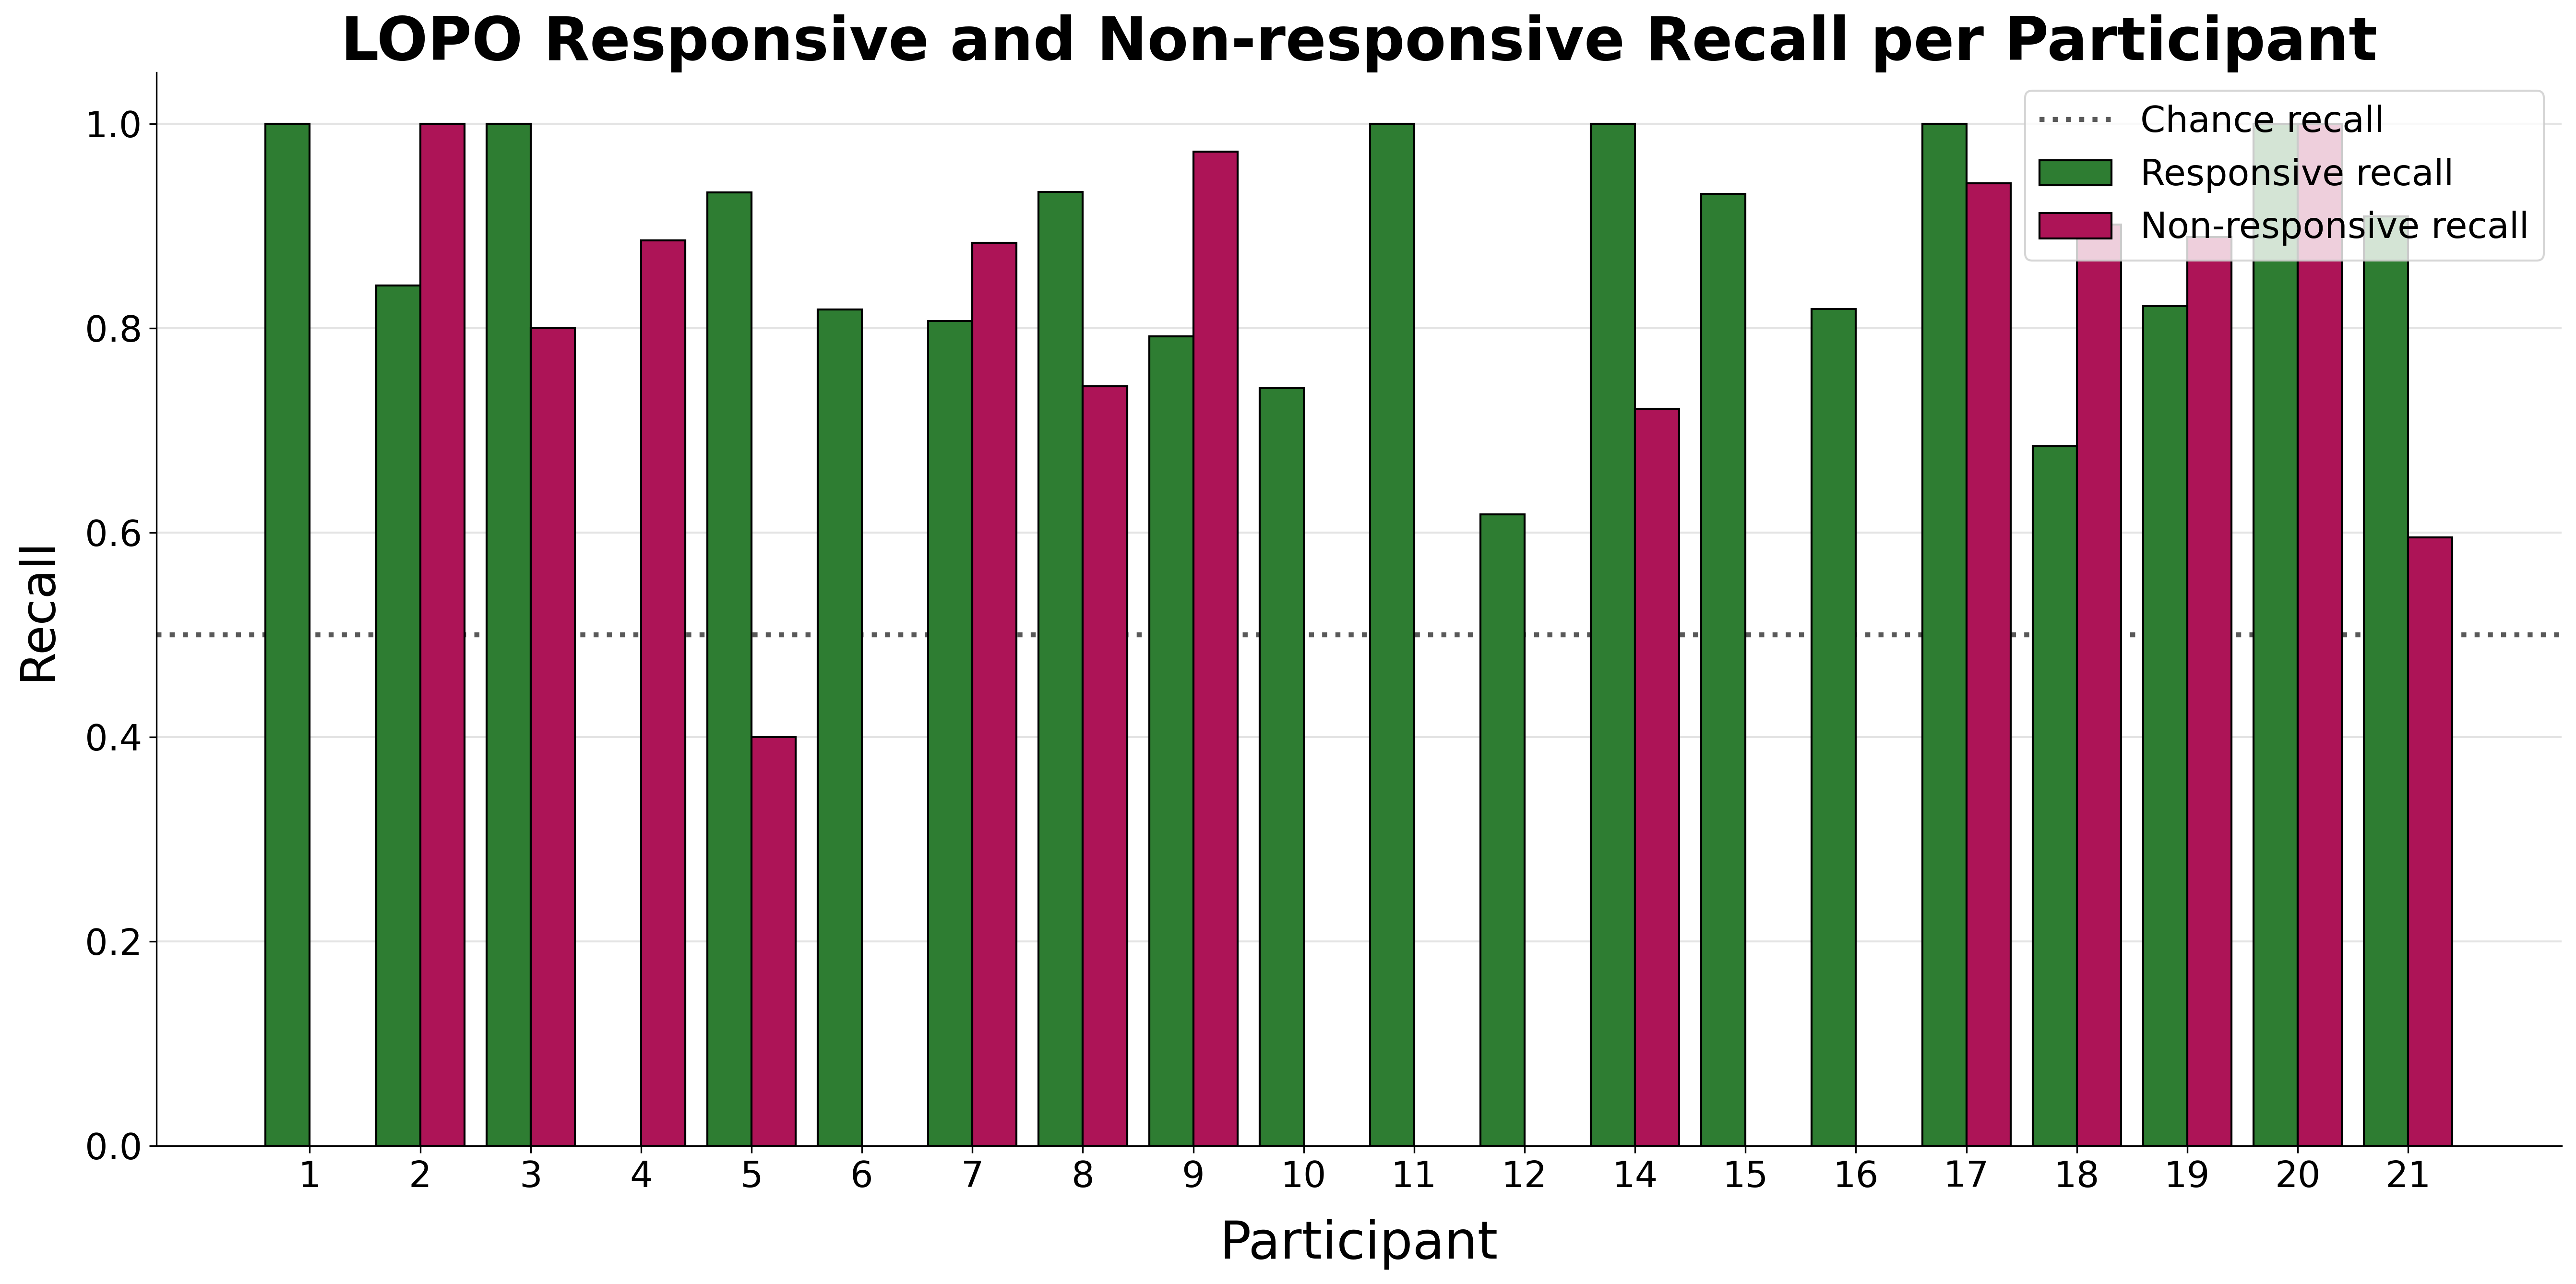 LOPO Responsive and Non-responsive Recall per Participant
Chance recall
Responsive recall
Non-responsive recall
1.0
0.8
0.6
0.4
0.2
0.0
Recall
1 2 3 4 5 6 7 8 9 10 11 12 14 15 16 17 18 19 20 21
Participant